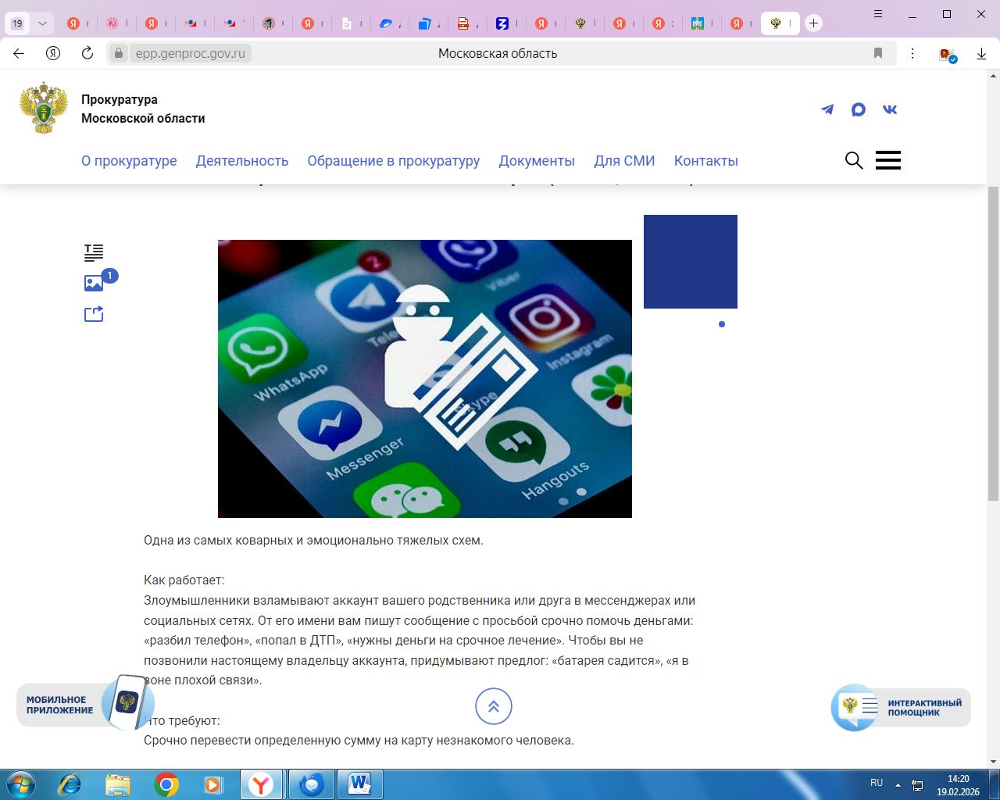 19
epp.genproc.gov.ru
Московская область
Прокуратура
Московской области
О прокуратуре Деятельность Обращение в прокуратуру Документы Для СМИ Контакты
1
2
Viber
WhatsApp
Instagram
Skype
Messenger
Hangouts
Одна из самых коварных и эмоционально тяжелых схем.
Как работает:
Злоумышленники взламывают аккаунт вашего родственника или друга в мессенджерах или
социальных сетях. От его имени вам пишут сообщение с просьбой срочно помочь деньгами:
«разбил телефон», «попал в ДТП», «нужны деньги на срочное лечение». Чтобы вы не
позвонили настоящему владельцу аккаунта, придумывают предлог: «батарея садится», «я в
зоне плохой связи».
МОБИЛЬНОЕ
ПРИЛОЖЕНИЕ
ИНТЕРАКТИВНЫЙ
ПОМОЩНИК
Что требуют:
Срочно перевести определенную сумму на карту незнакомого человека.
RU
14:20
19.02.2026